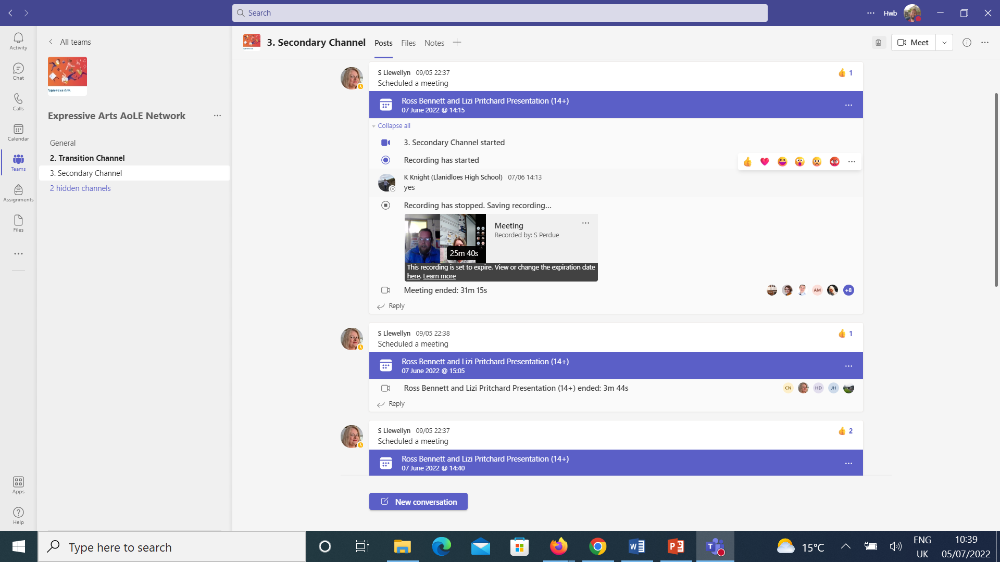 Search
Hwb
Activity
Chat
Calls
Calendar
Teams
Assignments
Files
Apps
Help
All teams
Expressive Arts
Expressive Arts AoLE Network
General
2. Transition Channel
3. Secondary Channel
2 hidden channels
3. Secondary Channel Posts Files Notes
Meet
S Llewellyn 09/05 22:37
1
Scheduled a meeting
Ross Bennett and Lizi Pritchard Presentation (14+)
07 June 2022 @ 14:15
Collapse all
3. Secondary Channel started
Recording has started
K Knight (Llanidloes High School) 07/06 14:13
yes
Recording has stopped. Saving recording...
Meeting
Recorded by: S Perdue
25m 40s
This recording is set to expire. View or change the expiration date
here. Learn more
Meeting ended: 31m 15s
AM +8
Reply
S Llewellyn 09/05 22:38
1
Scheduled a meeting
Ross Bennett and Lizi Pritchard Presentation (14+)
07 June 2022 @ 15:05
Ross Bennett and Lizi Pritchard Presentation (14+) ended: 3m 44s
CN HD JH
Reply
S Llewellyn 09/05 22:37
2
Scheduled a meeting
Ross Bennett and Lizi Pritchard Presentation (14+)
07 June 2022 @ 14:40
New conversation
Type here to search
15°C
ENG
UK
10:39
05/07/2022